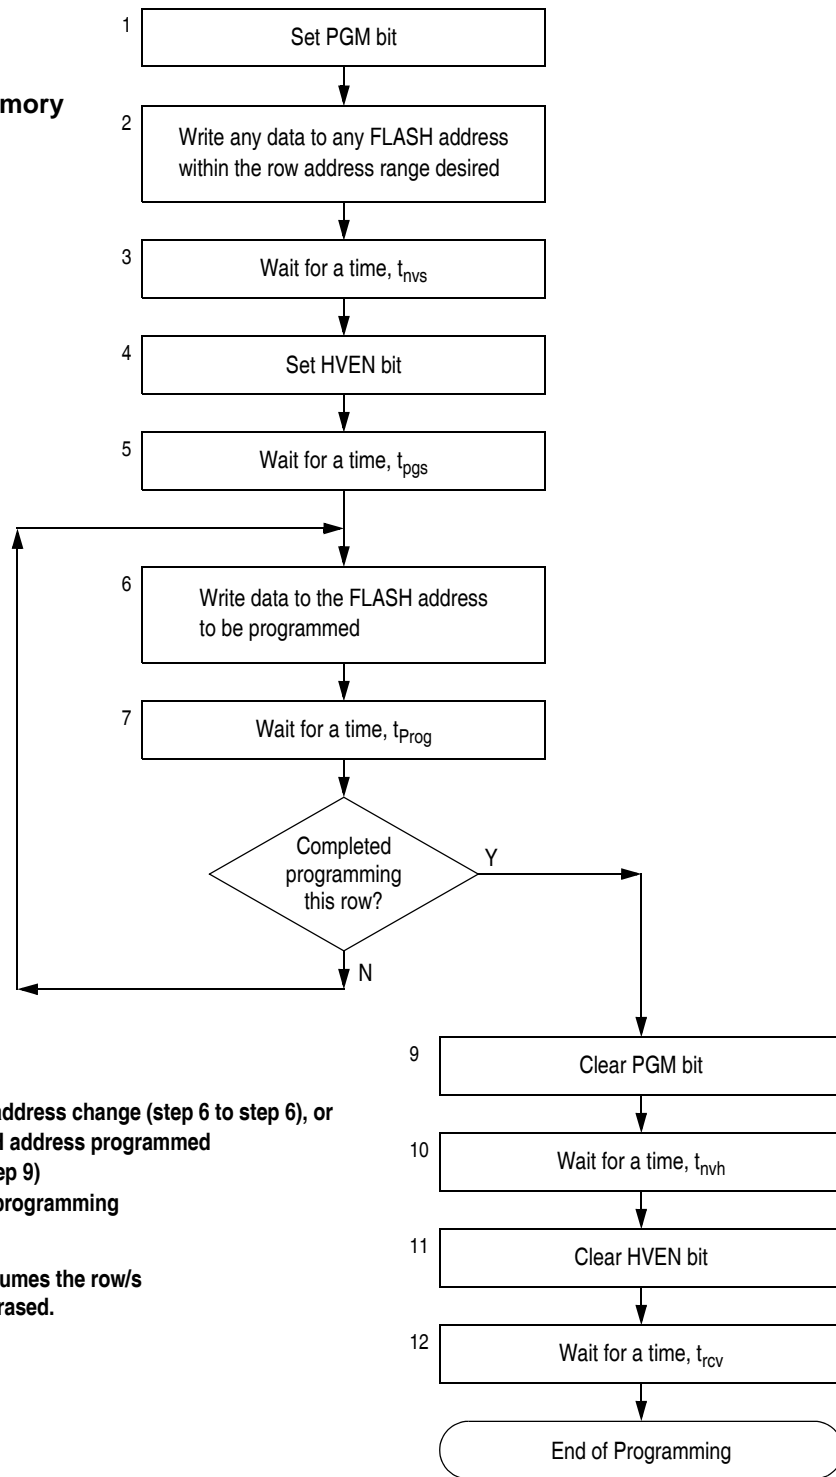 1
Set PGM bit
2
Write any data to any FLASH address
within the row address range desired
3
Wait for a time, tnvs
4
Set HVEN bit
5
Wait for a time, tpgs
6
Write data to the FLASH address
to be programmed
7
Wait for a time, tProg
Completed
programming
this row?
Y
N
9
Clear PGM bit
10
Wait for a time, tnvh
11
Clear HVEN bit
12
Wait for a time, trcv
End of Programming
mory
address change (step 6 to step 6), or
address programmed
ep 9)
programming
umes the row/s
rased.